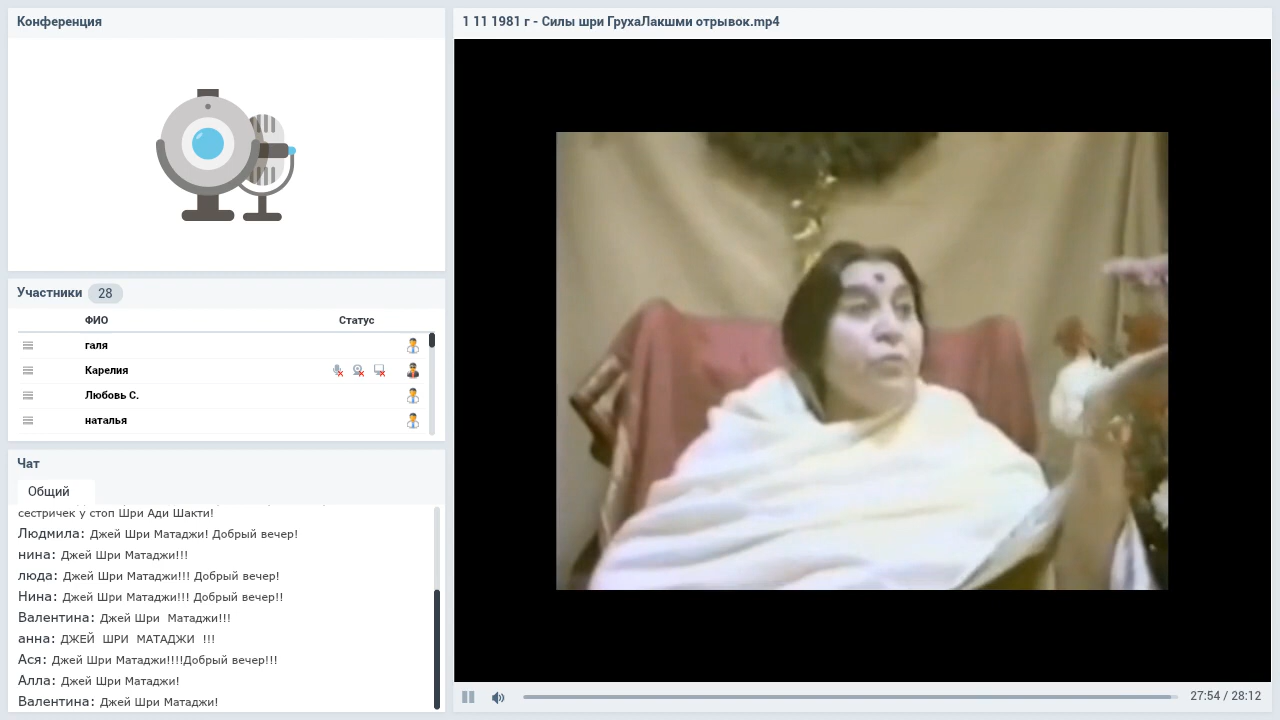 Конференция
1 11 1981 г - Силы шри ГрухаЛакшми отрывок.mp4
Участники 28
ФИО Статус
галя
Карелия
Любовь С.
наталья
Чат
Общий
сестричек у стоп Шри Ади Шакти!
Людмила: Джей Шри Матаджи! Добрый вечер!
нина: Джей Шри Матаджи!!!
люда: Джей Шри Матаджи!!! Добрый вечер!
Нина: Джей Шри Матаджи!!! Добрый вечер!!
Валентина: Джей Шри  Матаджи!!!
анна: ДЖЕЙ  ШРИ  МАТАДЖИ  !!!
Ася: Джей Шри Матаджи!!!!Добрый вечер!!!
Алла: Джей Шри Матаджи!
Валентина: Джей Шри Матаджи!
27:54 / 28:12